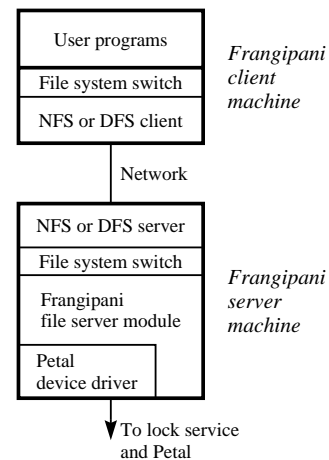 User programs
File system switch
NFS or DFS client
Frangipani
client
machine
Network
NFS or DFS server
File system switch
Frangipani
file server module
Petal
device driver
Frangipani
server
machine
To lock service
and Petal